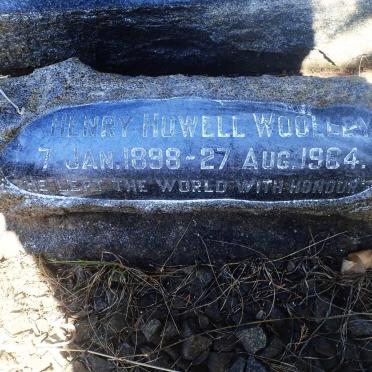 HENRY HOWELL WOOLLEY
7 JAN.1898-27 AUG.1964.
HE LEFT THE WORLD WITH HONOUR